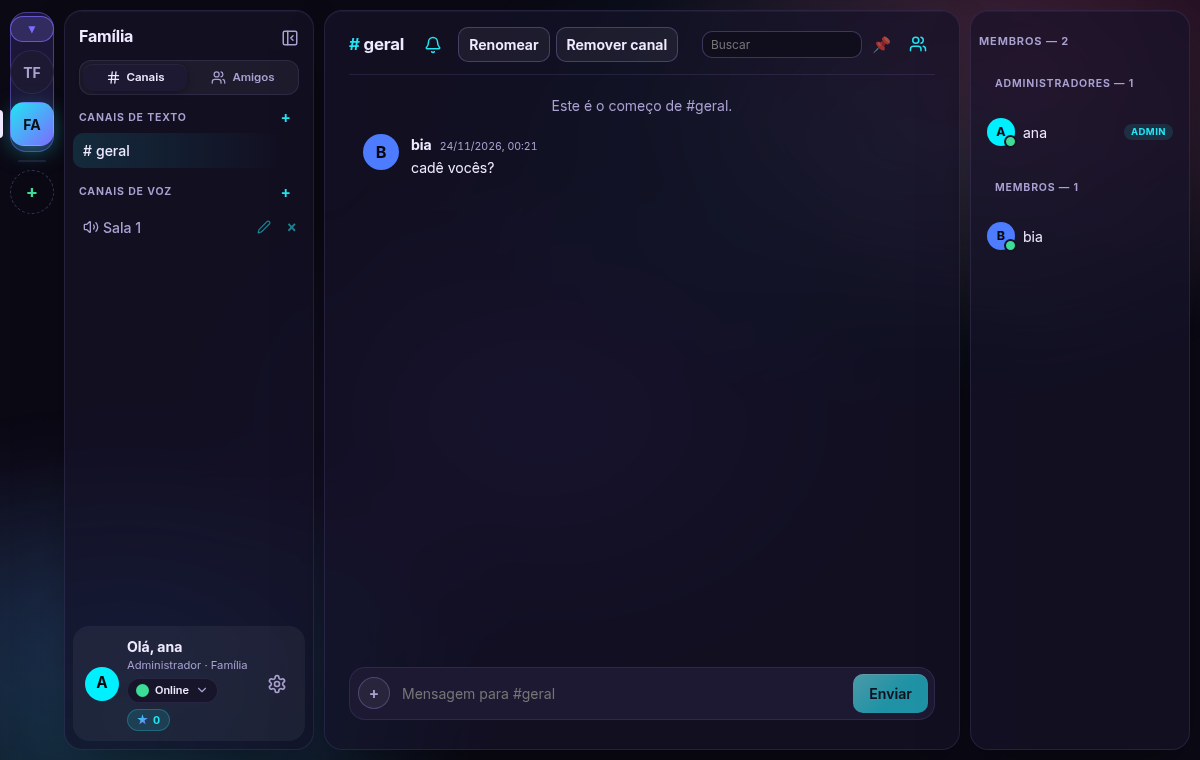 ▼
TF
FA
+
Família
Canais
Amigos
CANAIS DE TEXTO +
# geral
CANAIS DE VOZ +
Sala 1
Olá, ana
A
Administrador · Família
Online
★ 0
# geral
Renomear
Remover canal
Buscar
Este é o começo de #geral.
B
bia 24/11/2026, 00:21
cadê vocês?
+
Mensagem para #geral
Enviar
MEMBROS — 2
ADMINISTRADORES — 1
A
ana
ADMIN
MEMBROS — 1
B
bia